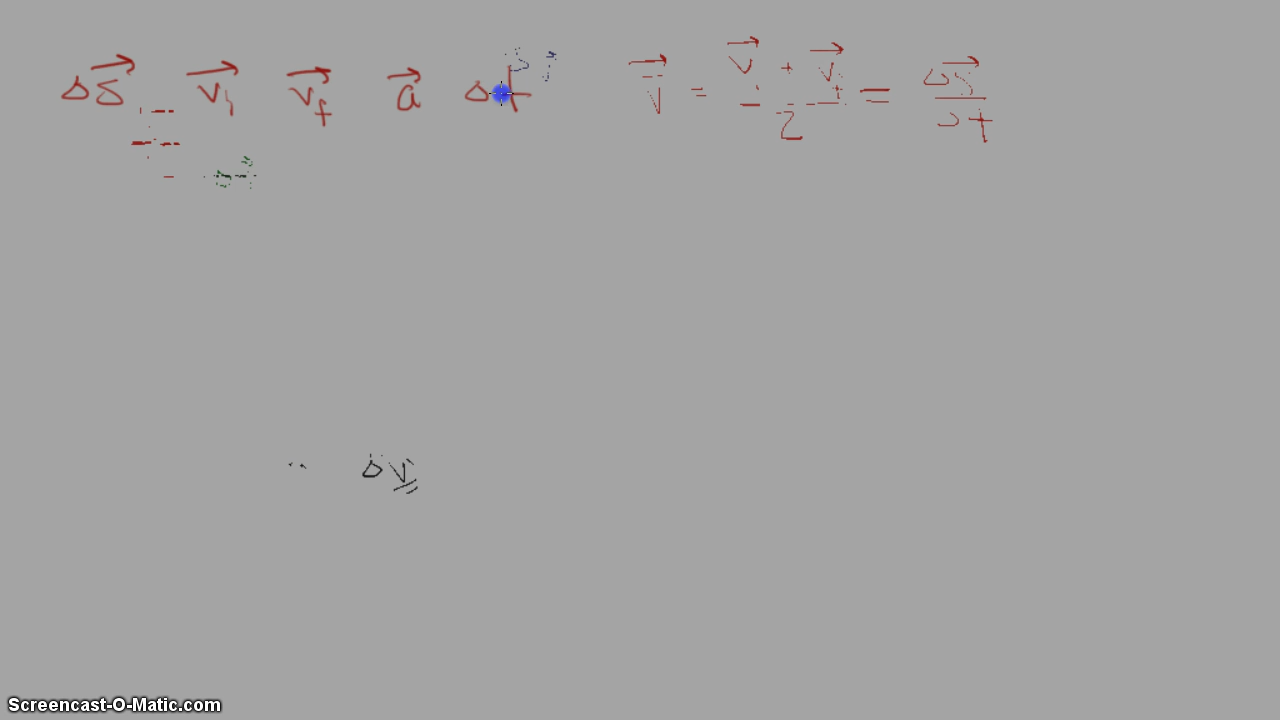 Δs⃗ v⃗i v⃗f a⃗ Δt v̄⃗ = v⃗i + v⃗f / 2 = Δs⃗ / Δt
Δv
Screencast-O-Matic.com